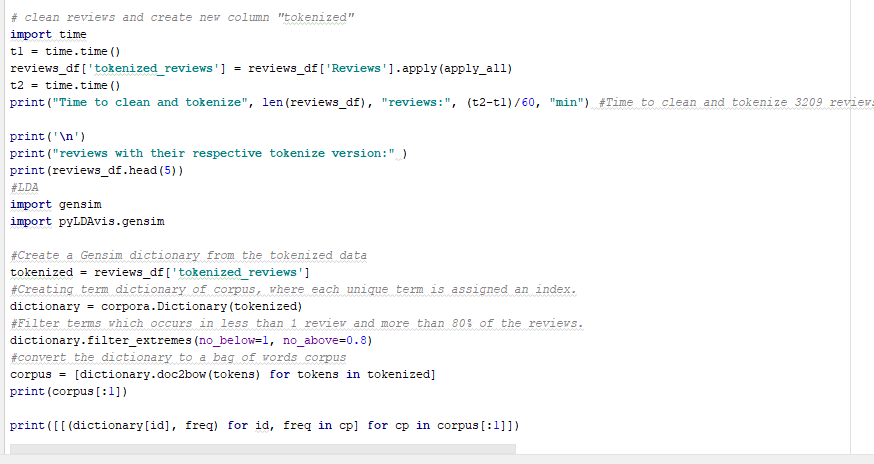 # clean reviews and create new column "tokenized"
import time
t1 = time.time()
reviews_df['tokenized_reviews'] = reviews_df['Reviews'].apply(apply_all)
t2 = time.time()
print("Time to clean and tokenize", len(reviews_df), "reviews:", (t2-t1)/60, "min") #Time to clean and tokenize 3209 reviews
print('\n')
print("reviews with their respective tokenize version:" )
print(reviews_df.head(5))
#LDA
import gensim
import pyLDAvis.gensim
#Create a Gensim dictionary from the tokenized data
tokenized = reviews_df['tokenized_reviews']
#Creating term dictionary of corpus, where each unique term is assigned an index.
dictionary = corpora.Dictionary(tokenized)
#Filter terms which occurs in less than 1 review and more than 80% of the reviews.
dictionary.filter_extremes(no_below=1, no_above=0.8)
#convert the dictionary to a bag of words corpus
corpus = [dictionary.doc2bow(tokens) for tokens in tokenized]
print(corpus[:1])
print([[(dictionary[id], freq) for id, freq in cp] for cp in corpus[:1]])